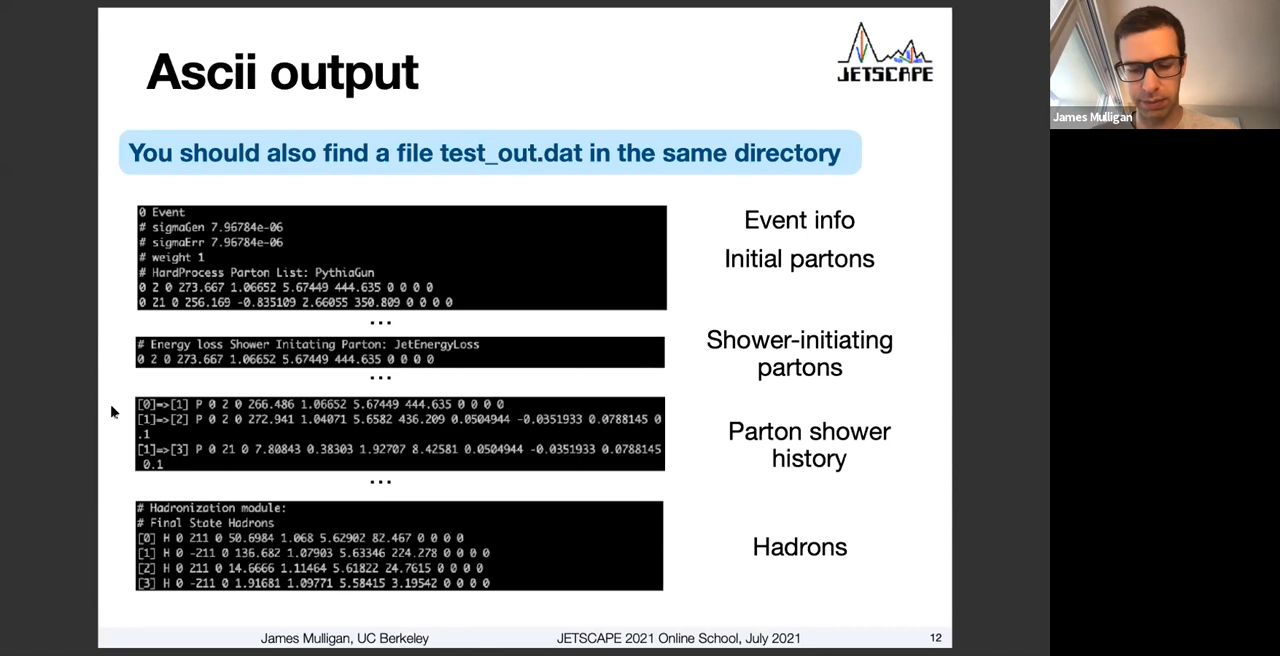 Ascii output
JETSCAPE
James Mulligan
You should also find a file test_out.dat in the same directory
0 Event
# sigmaGen 7.96784e-06
# sigmaErr 7.96784e-06
# weight 1
# HardProcess Parton List: PythiaGun
0 2 0 273.667 1.06652 5.67449 444.635 0 0 0 0
0 21 0 256.169 -0.835109 2.66055 350.809 0 0 0 0
Event info
Initial partons
...
# Energy loss Shower Initating Parton: JetEnergyLoss
0 2 0 273.667 1.06652 5.67449 444.635 0 0 0 0
Shower-initiating
partons
...
[0]=>[1] P 0 2 0 266.486 1.06652 5.67449 444.635 0 0 0 0
[1]=>[2] P 0 2 0 272.941 1.04071 5.6582 436.209 0.0504944 -0.0351933 0.0788145 0
.1
[1]=>[3] P 0 21 0 7.80843 0.38303 1.92707 8.42581 0.0504944 -0.0351933 0.0788145
0.1
Parton shower
history
...
# Hadronization module:
# Final State Hadrons
[0] H 0 211 0 50.6984 1.068 5.62902 82.467 0 0 0 0
[1] H 0 -211 0 136.682 1.07903 5.63346 224.278 0 0 0 0
[2] H 0 211 0 14.6666 1.11464 5.61822 24.7615 0 0 0 0
[3] H 0 -211 0 1.91681 1.09771 5.58415 3.19542 0 0 0 0
Hadrons
James Mulligan, UC Berkeley
JETSCAPE 2021 Online School, July 2021
12